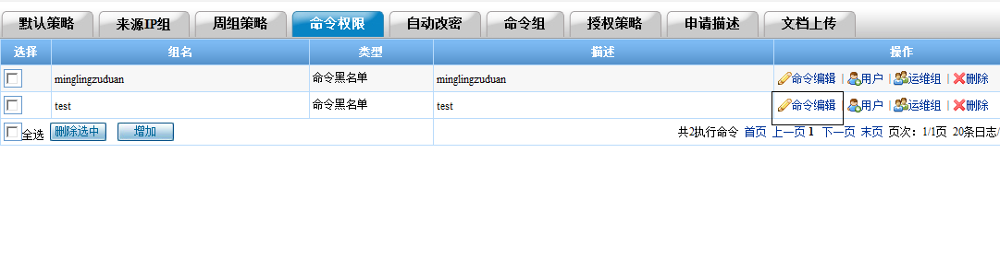 默认策略 来源IP组 周组策略 命令权限 自动改密 命令组 授权策略 申请描述 文档上传
选择 组名 类型 描述 操作
minglingzuduan 命令黑名单 minglingzuduan 命令编辑 | 用户 | 运维组 | 删除
test 命令黑名单 test 命令编辑 | 用户 | 运维组 | 删除
全选 删除选中 增加 共2执行命令 首页 上一页 1 下一页 末页 页次：1/1页 20条日志/